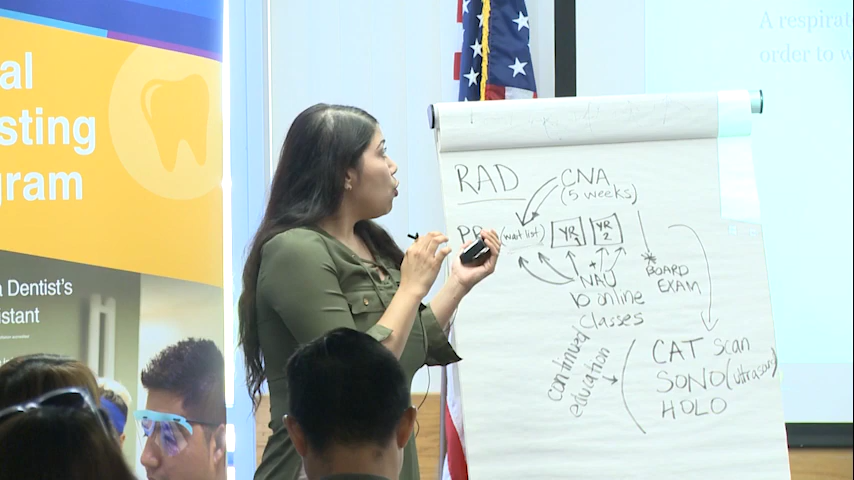 al
sting
gram
a Dentist's
istant
A respirat
order to w
RAD
CNA
(5 weeks)
PR
(wait list)
YR
1
YR
2
+
NAU
10 online
classes
* BOARD
EXAM
continued
education
CAT scan
SONO (ultrasound)
HOLO